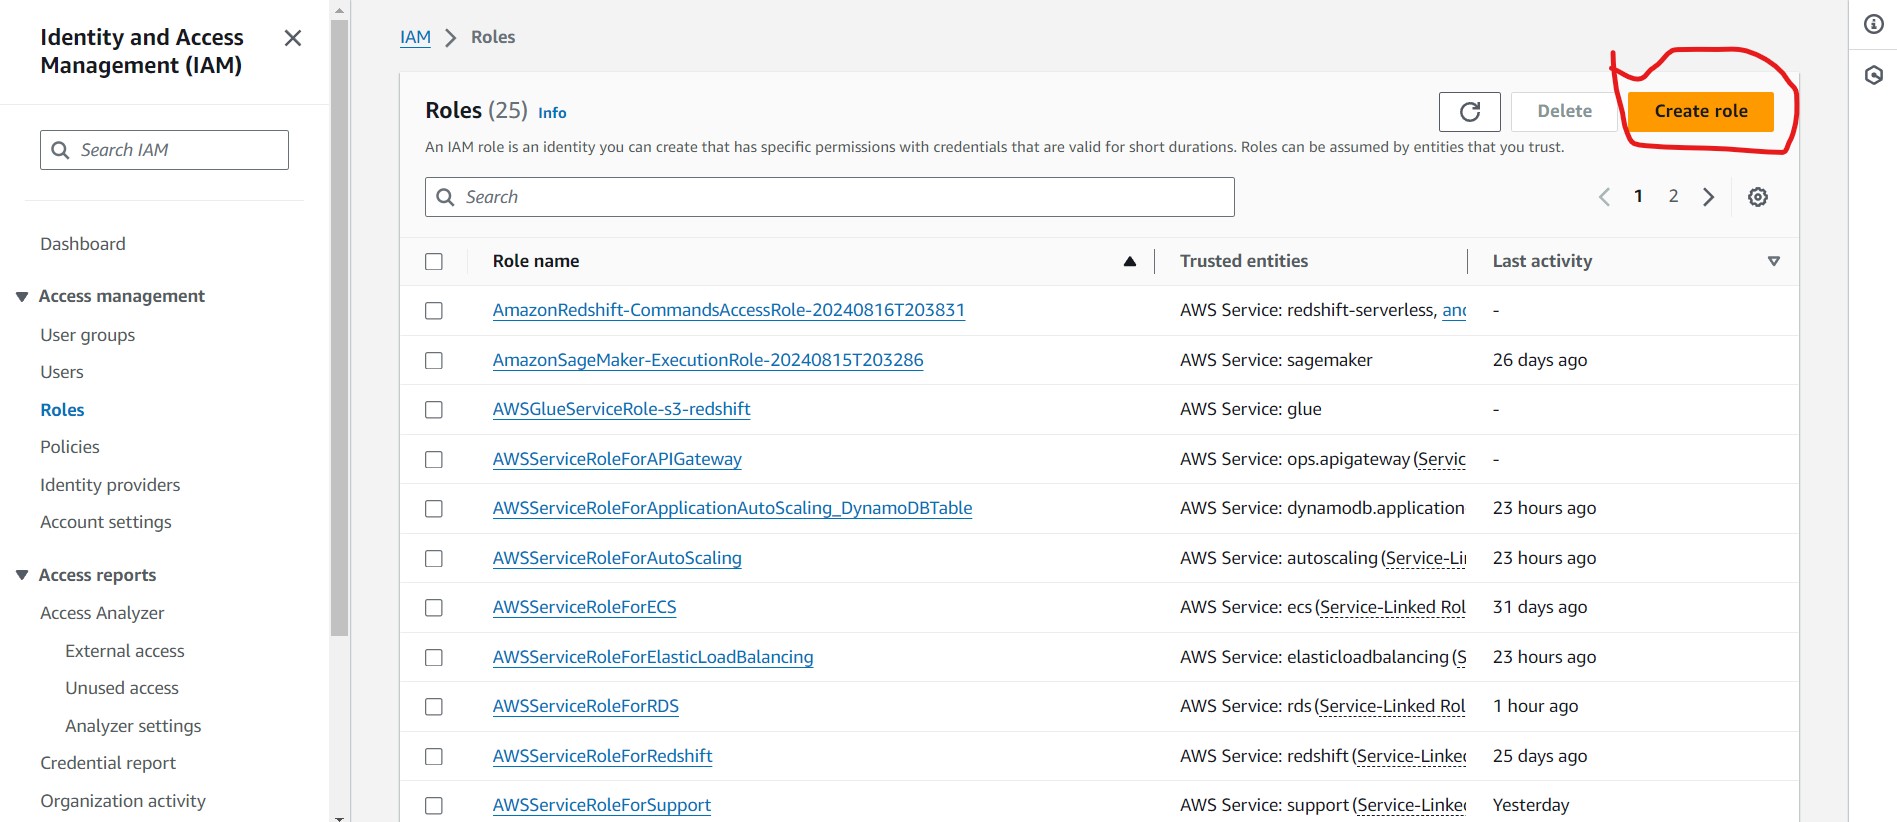 Identity and Access
Management (IAM)
Search IAM
Dashboard
Access management
User groups
Users
Roles
Policies
Identity providers
Account settings
Access reports
Access Analyzer
External access
Unused access
Analyzer settings
Credential report
Organization activity
IAM > Roles
Roles (25) Info
Delete
Create role
An IAM role is an identity you can create that has specific permissions with credentials that are valid for short durations. Roles can be assumed by entities that you trust.
Search
1 2
Role name Trusted entities Last activity
AmazonRedshift-CommandsAccessRole-20240816T203831 AWS Service: redshift-serverless, and -
AmazonSageMaker-ExecutionRole-20240815T203286 AWS Service: sagemaker 26 days ago
AWSGlueServiceRole-s3-redshift AWS Service: glue -
AWSServiceRoleForAPIGateway AWS Service: ops.apigateway (Servic -
AWSServiceRoleForApplicationAutoScaling_DynamoDBTable AWS Service: dynamodb.application 23 hours ago
AWSServiceRoleForAutoScaling AWS Service: autoscaling (Service-Li 23 hours ago
AWSServiceRoleForECS AWS Service: ecs (Service-Linked Rol 31 days ago
AWSServiceRoleForElasticLoadBalancing AWS Service: elasticloadbalancing (S 23 hours ago
AWSServiceRoleForRDS AWS Service: rds (Service-Linked Rol 1 hour ago
AWSServiceRoleForRedshift AWS Service: redshift (Service-Linked 25 days ago
AWSServiceRoleForSupport AWS Service: support (Service-Linked Yesterday